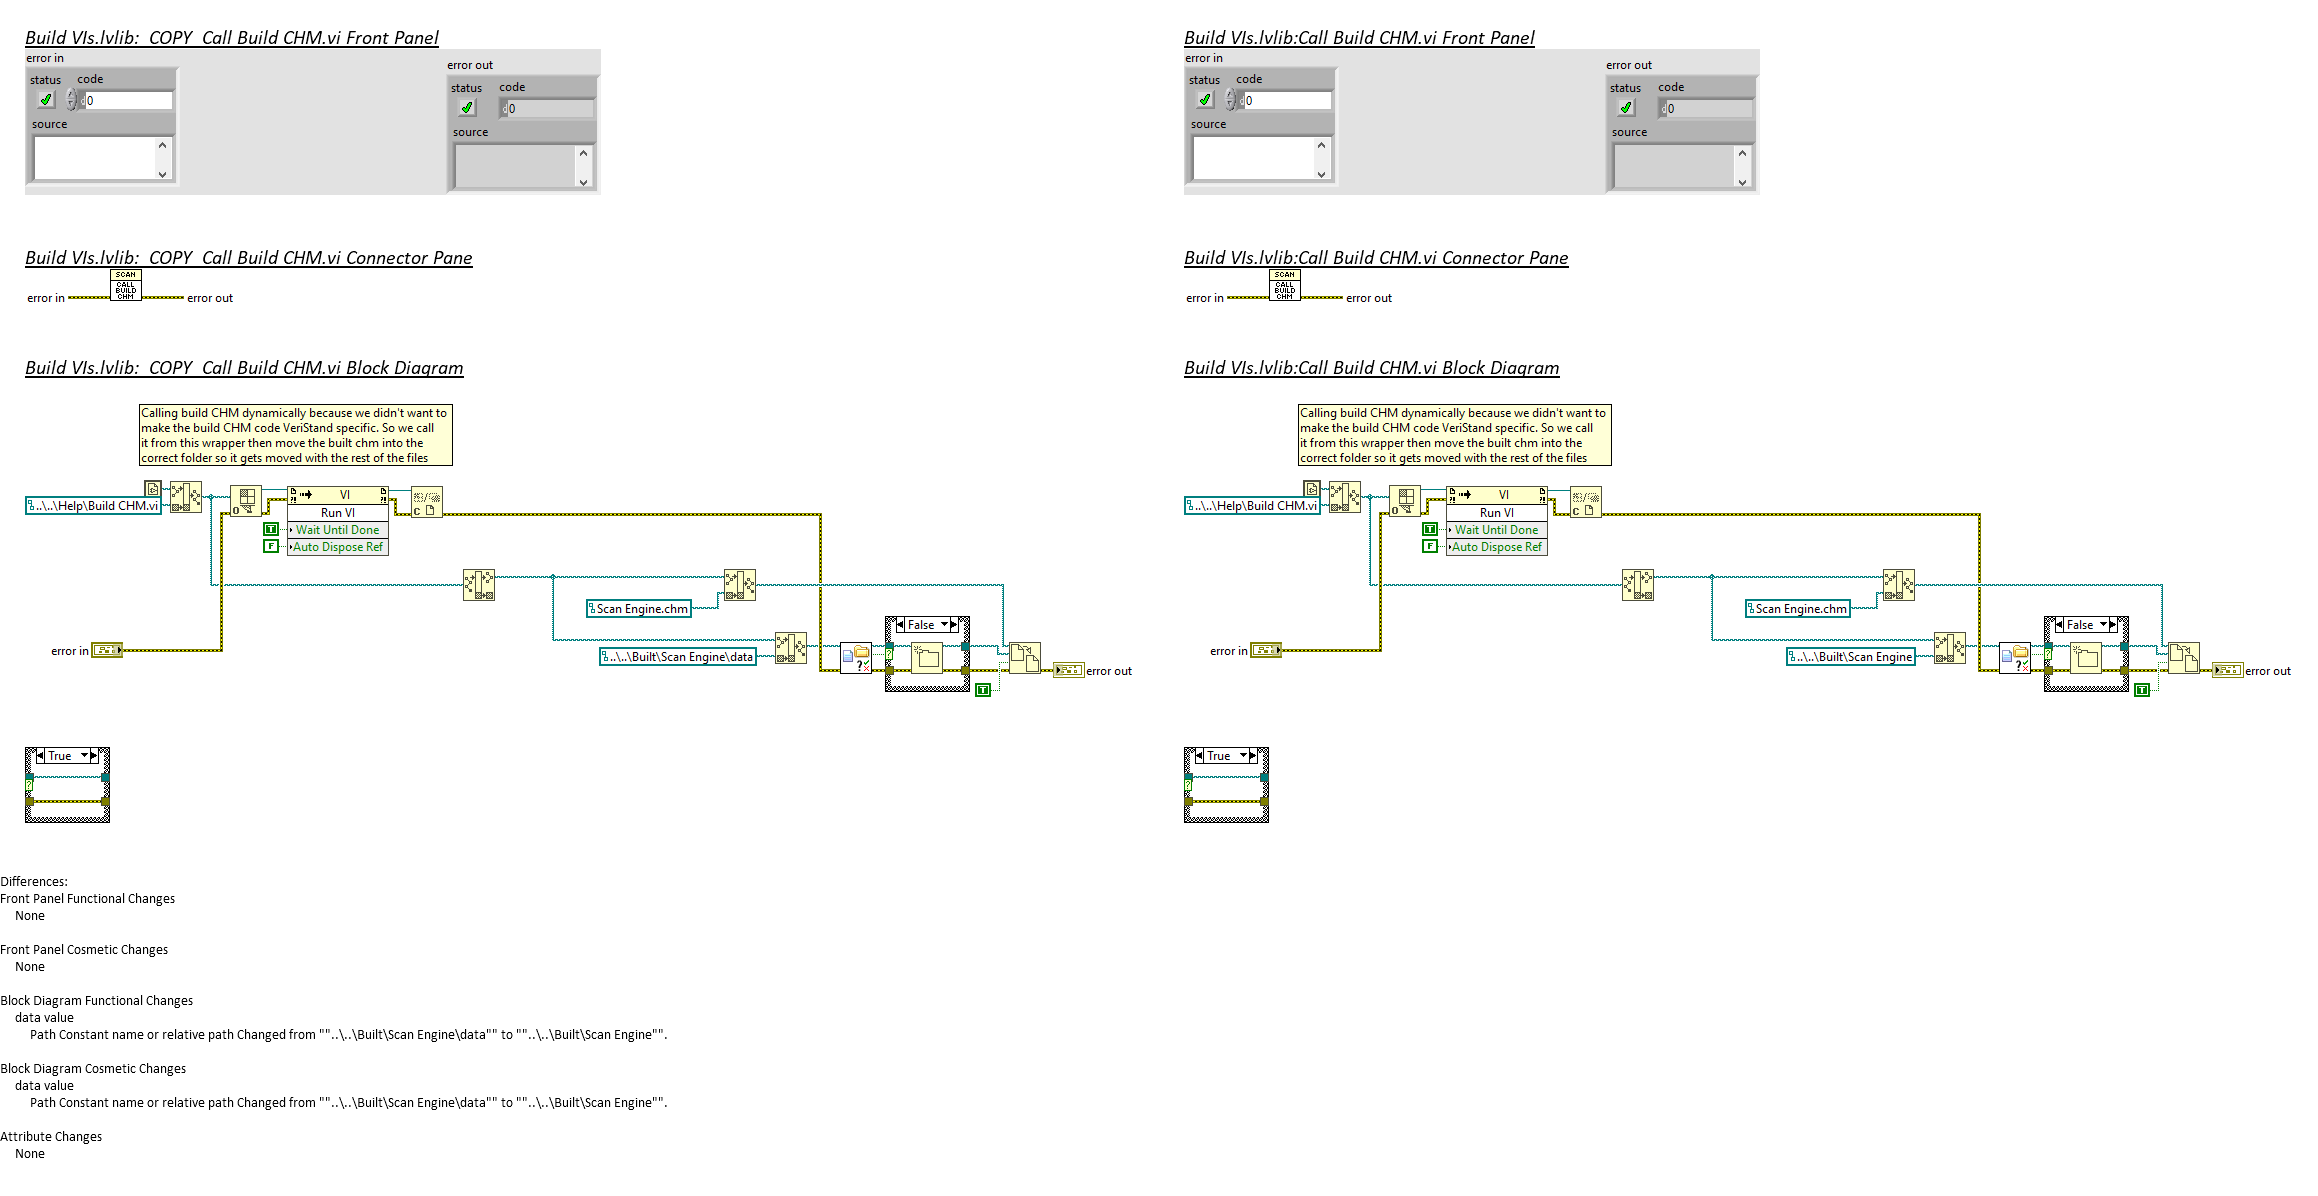 Build VIs.lvlib:  COPY  Call Build CHM.vi Front Panel
error in
status
code
d 0
source
error out
status
code
d 0
source
Build VIs.lvlib:  COPY  Call Build CHM.vi Connector Pane
SCAN
CALL
BUILD
CHM
error in
error out
Build VIs.lvlib:  COPY  Call Build CHM.vi Block Diagram
Calling build CHM dynamically because we didn't want to
make the build CHM code VeriStand specific. So we call
it from this wrapper then move the built chm into the
correct folder so it gets moved with the rest of the files
..\..\Help\Build CHM.vi
VI
Run VI
T
Wait Until Done
F
Auto Dispose Ref
Scan Engine.chm
..\..\Built\Scan Engine\data
False
T
error in
error out
True
Build VIs.lvlib:Call Build CHM.vi Front Panel
error in
status
code
d 0
source
error out
status
code
d 0
source
Build VIs.lvlib:Call Build CHM.vi Connector Pane
SCAN
CALL
BUILD
CHM
error in
error out
Build VIs.lvlib:Call Build CHM.vi Block Diagram
Calling build CHM dynamically because we didn't want to
make the build CHM code VeriStand specific. So we call
it from this wrapper then move the built chm into the
correct folder so it gets moved with the rest of the files
..\..\Help\Build CHM.vi
VI
Run VI
T
Wait Until Done
F
Auto Dispose Ref
Scan Engine.chm
..\..\Built\Scan Engine
False
T
error in
error out
True
Differences:
Front Panel Functional Changes
None
Front Panel Cosmetic Changes
None
Block Diagram Functional Changes
data value
Path Constant name or relative path Changed from ""..\..\Built\Scan Engine\data"" to ""..\..\Built\Scan Engine"".
Block Diagram Cosmetic Changes
data value
Path Constant name or relative path Changed from ""..\..\Built\Scan Engine\data"" to ""..\..\Built\Scan Engine"".
Attribute Changes
None